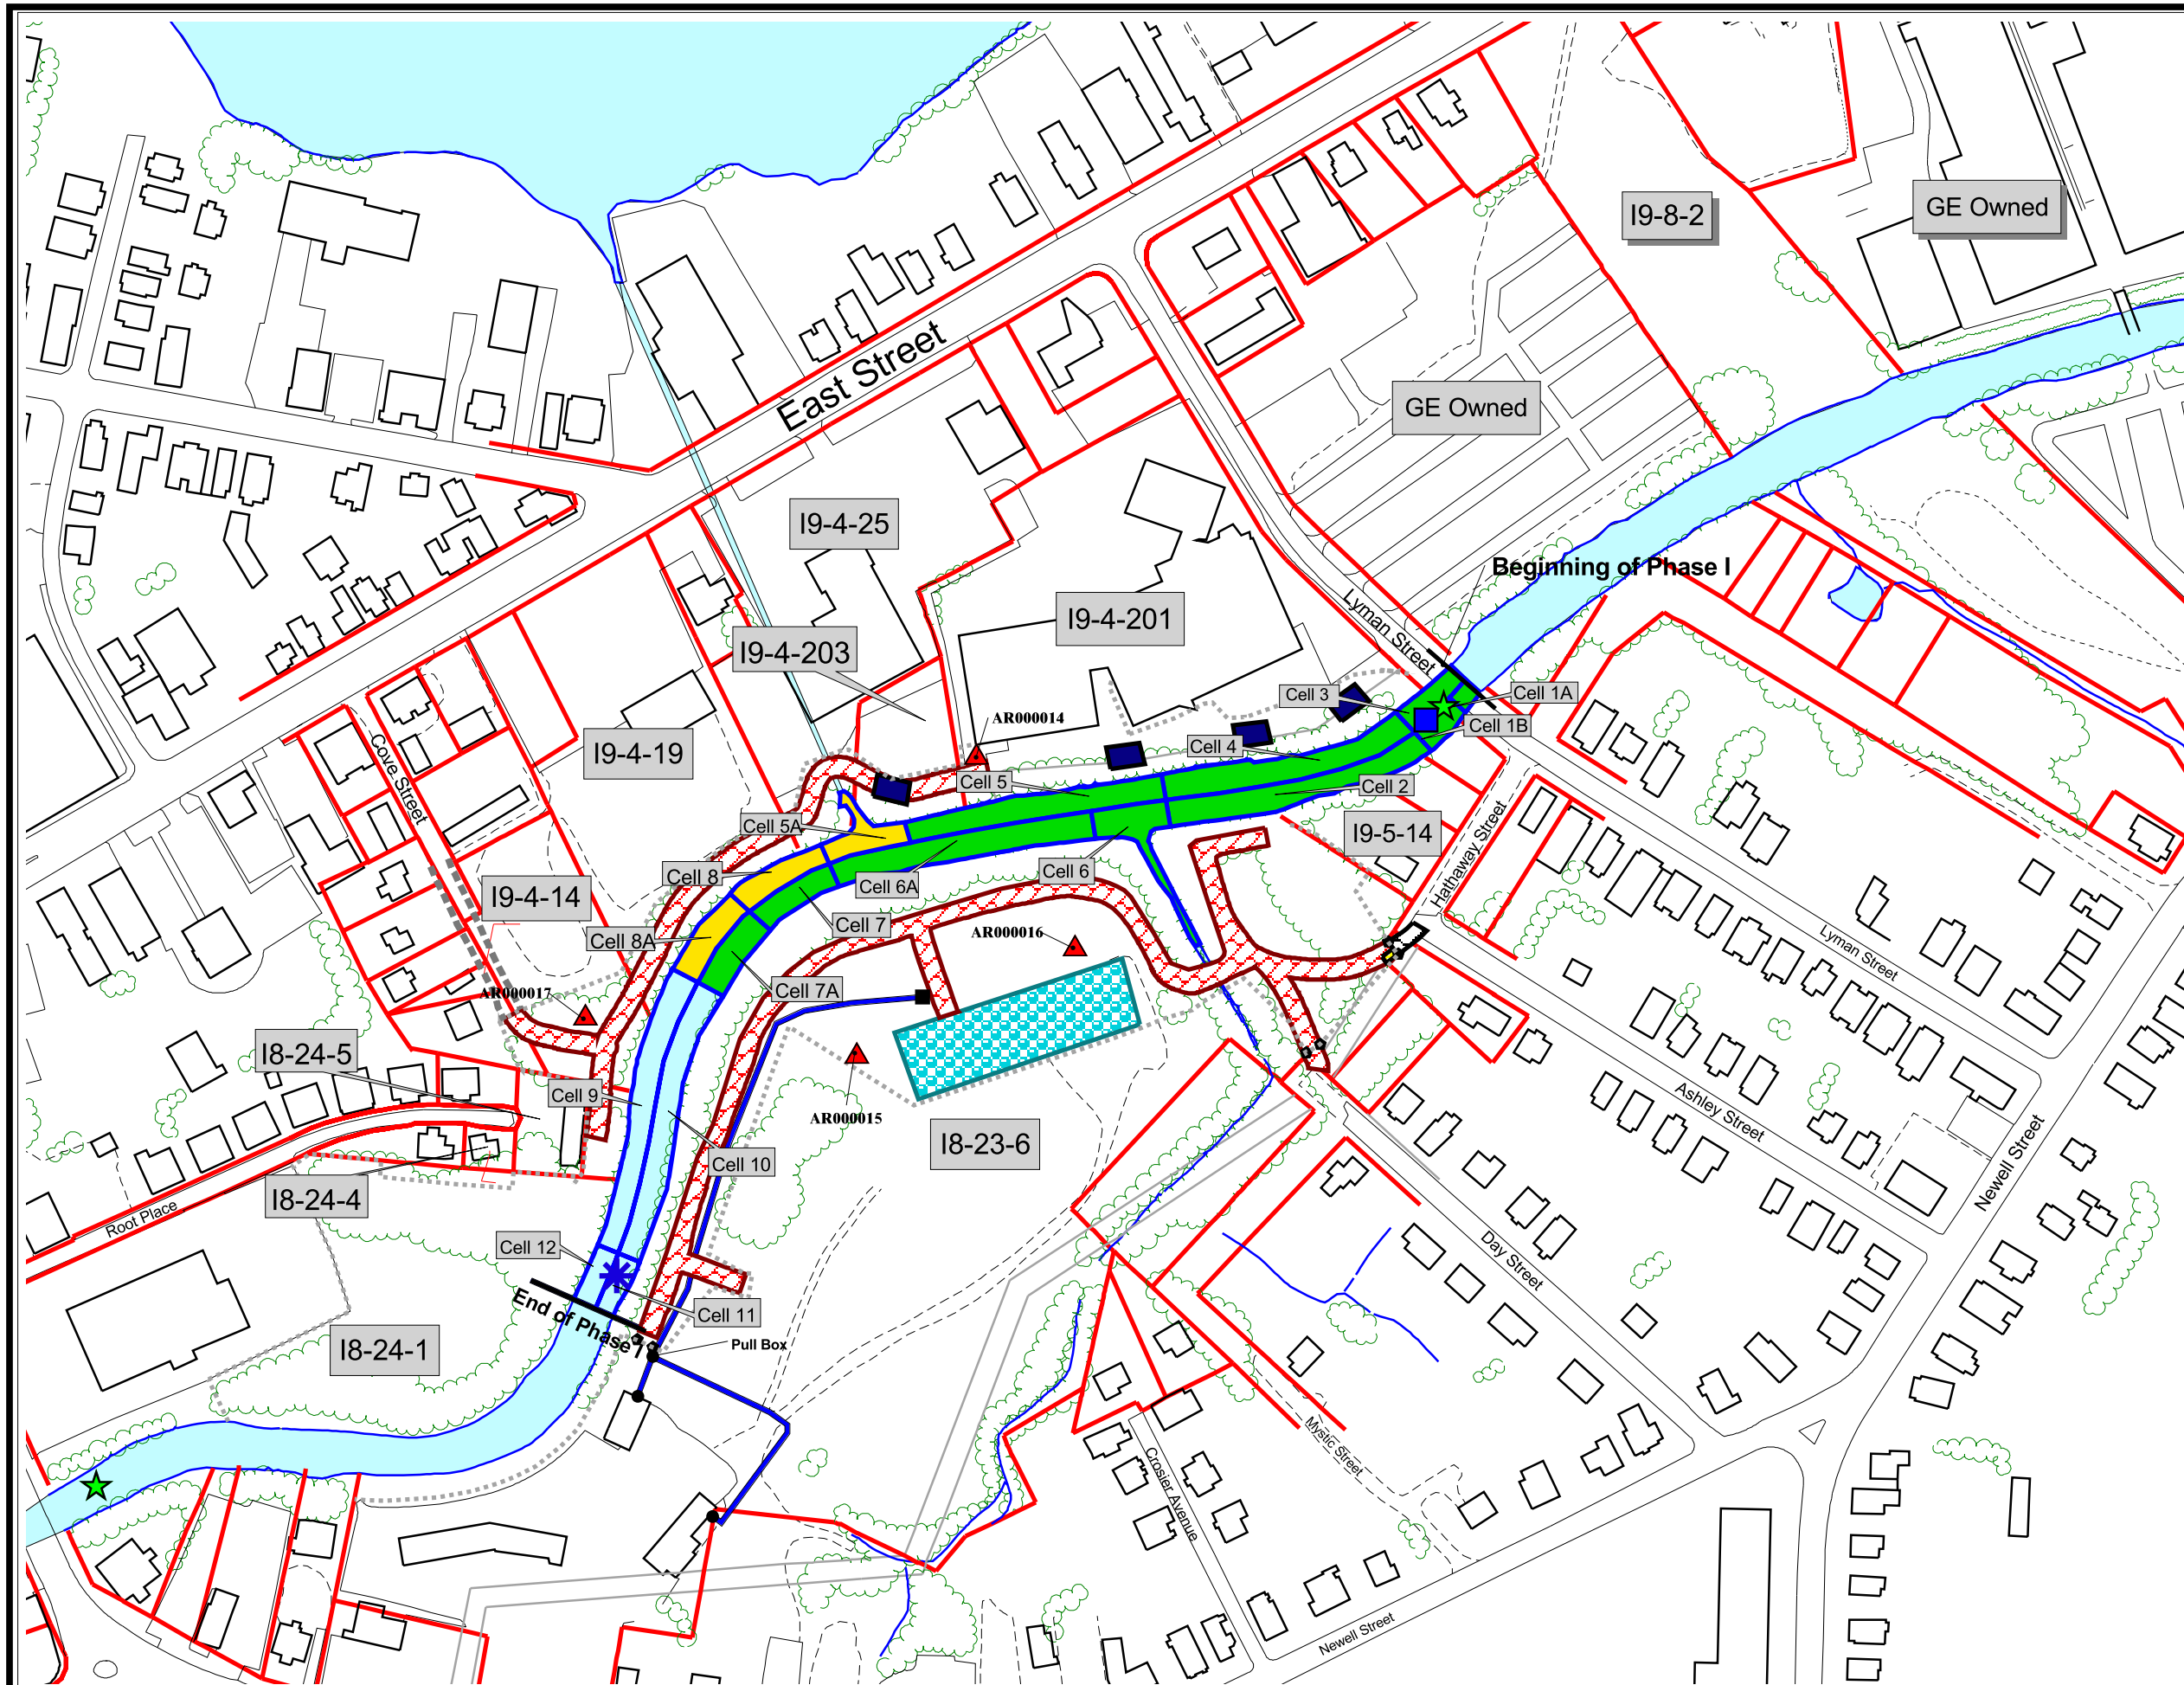 I9-8-2
GE Owned
East Street
GE Owned
I9-4-25
Beginning of Phase I
I9-4-201
Lyman Street
I9-4-203
Cell 3
Cell 1A
AR000014
Cell 1B
I9-4-19
Cell 4
Cove Street
Cell 5
Cell 2
Cell 5A
I9-5-14
Hathaway Street
Cell 8
Cell 6
Cell 6A
I9-4-14
Cell 7
AR000016
Cell 8A
Lyman Street
Cell 7A
AR000017
I8-24-5
Cell 9
AR000015
Ashley Street
I8-23-6
Cell 10
Newell Street
I8-24-4
Root Place
Cell 12
Day Street
Cell 11
End of Phase I
Pull Box
I8-24-1
Mystic Street
Crosier Avenue
Newell Street